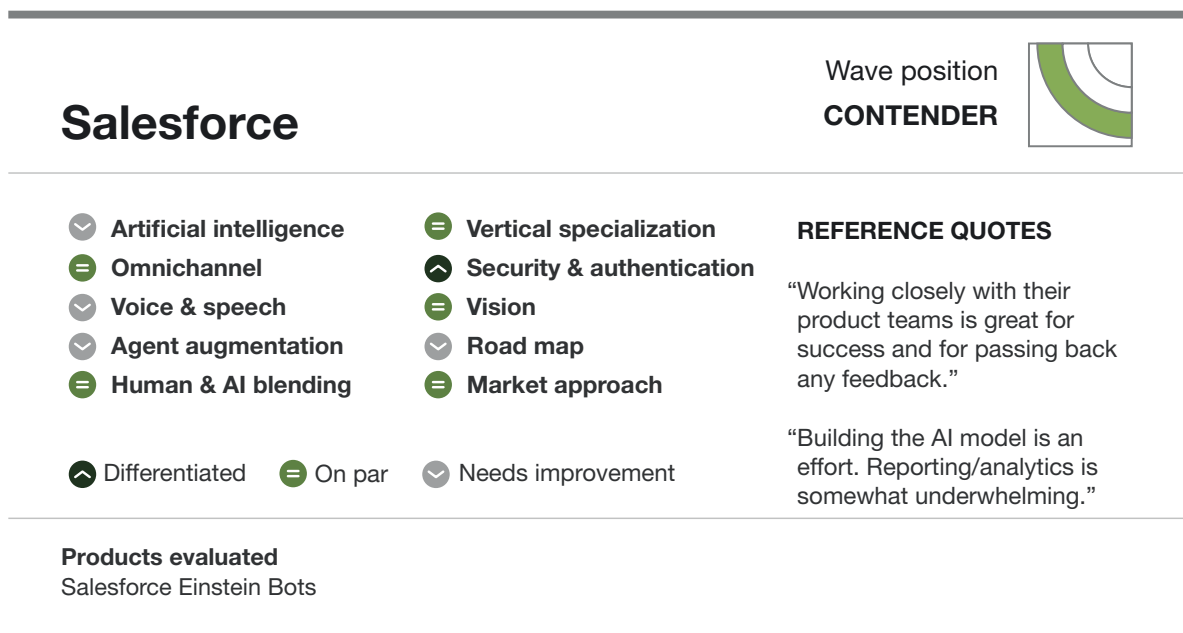 Salesforce
Wave position
CONTENDER
Artificial intelligence
Omnichannel
Voice & speech
Agent augmentation
Human & AI blending
Vertical specialization
Security & authentication
Vision
Road map
Market approach
Differentiated
On par
Needs improvement
REFERENCE QUOTES
“Working closely with their
product teams is great for
success and for passing back
any feedback.”
“Building the AI model is an
effort. Reporting/analytics is
somewhat underwhelming.”
Products evaluated
Salesforce Einstein Bots